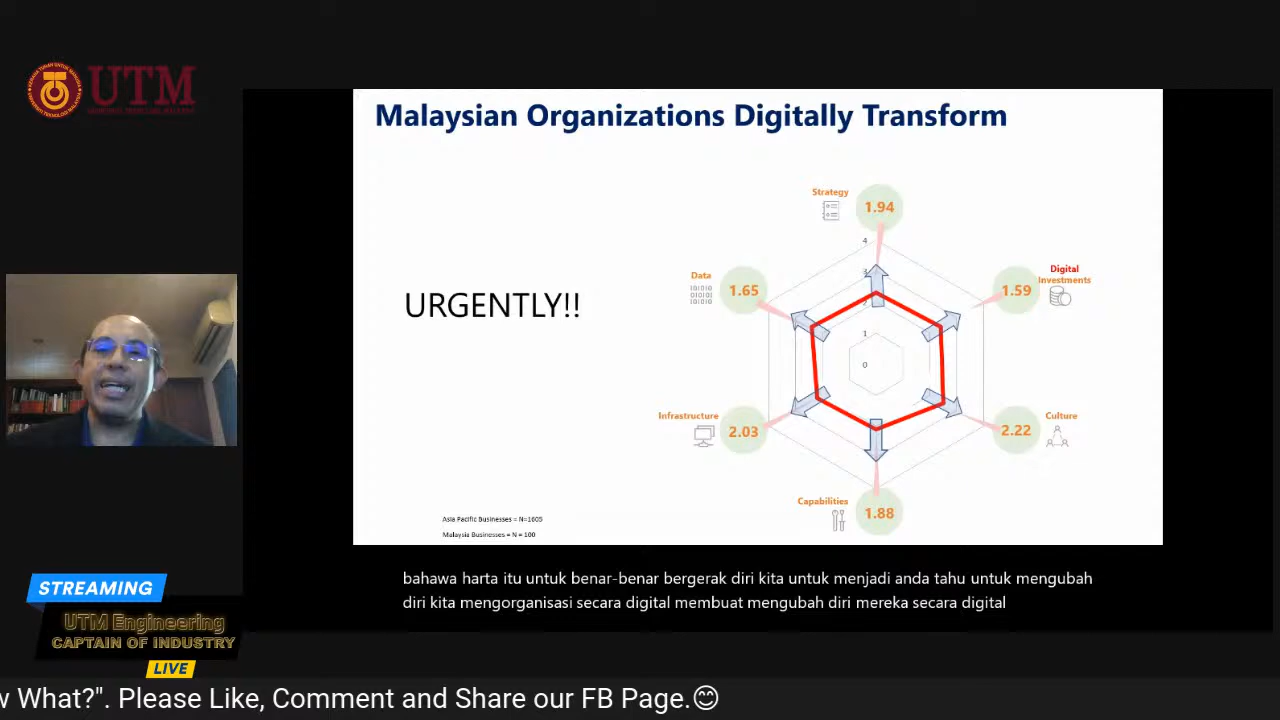 UTM
Malaysian Organizations Digitally Transform
URGENTLY!!
Strategy
1.94
Data
1.65
Digital
Investments
1.59
4
1
0
Infrastructure
2.03
Culture
2.22
Capabilities
1.88
Asia Pacific Businesses = N=1605
Malaysia Businesses = N = 100
bahawa harta itu untuk benar-benar bergerak diri kita untuk menjadi anda tahu untuk mengubah
diri kita mengorganisasi secara digital membuat mengubah diri mereka secara digital
STREAMING
UTM Engineering
CAPTAIN OF INDUSTRY
LIVE
w What?". Please Like, Comment and Share our FB Page.😊